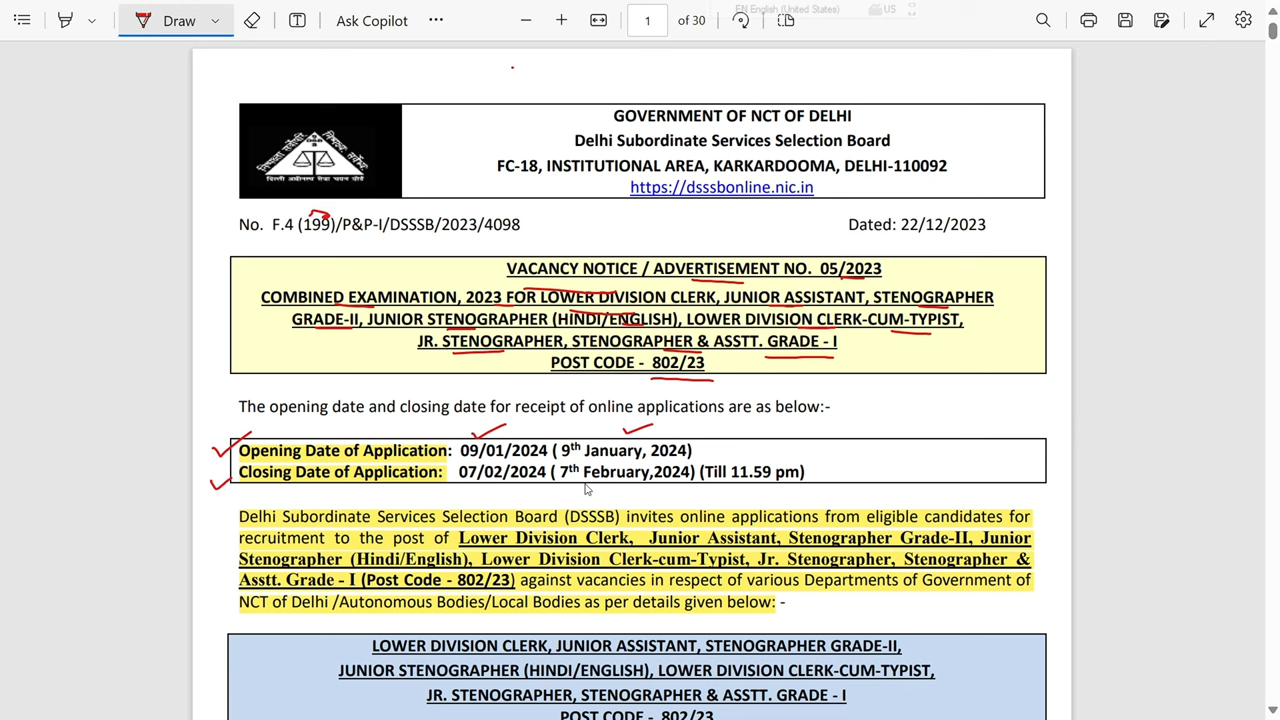 Draw
Ask Copilot
1
of 30
EN English (United States)
US
GOVERNMENT OF NCT OF DELHI
Delhi Subordinate Services Selection Board
FC-18, INSTITUTIONAL AREA, KARKARDOOMA, DELHI-110092
https://dsssbonline.nic.in
No. F.4 (199)/P&P-I/DSSSB/2023/4098
Dated: 22/12/2023
VACANCY NOTICE / ADVERTISEMENT NO. 05/2023
COMBINED EXAMINATION, 2023 FOR LOWER DIVISION CLERK, JUNIOR ASSISTANT, STENOGRAPHER
GRADE-II, JUNIOR STENOGRAPHER (HINDI/ENGLISH), LOWER DIVISION CLERK-CUM-TYPIST,
JR. STENOGRAPHER, STENOGRAPHER & ASSTT. GRADE - I
POST CODE - 802/23
The opening date and closing date for receipt of online applications are as below:-
Opening Date of Application: 09/01/2024 ( 9th January, 2024)
Closing Date of Application: 07/02/2024 ( 7th February,2024) (Till 11.59 pm)
Delhi Subordinate Services Selection Board (DSSSB) invites online applications from eligible candidates for
recruitment to the post of Lower Division Clerk, Junior Assistant, Stenographer Grade-II, Junior
Stenographer (Hindi/English), Lower Division Clerk-cum-Typist, Jr. Stenographer, Stenographer &
Asstt. Grade - I (Post Code - 802/23) against vacancies in respect of various Departments of Government of
NCT of Delhi /Autonomous Bodies/Local Bodies as per details given below: -
LOWER DIVISION CLERK, JUNIOR ASSISTANT, STENOGRAPHER GRADE-II,
JUNIOR STENOGRAPHER (HINDI/ENGLISH), LOWER DIVISION CLERK-CUM-TYPIST,
JR. STENOGRAPHER, STENOGRAPHER & ASSTT. GRADE - I
POST CODE - 802/23